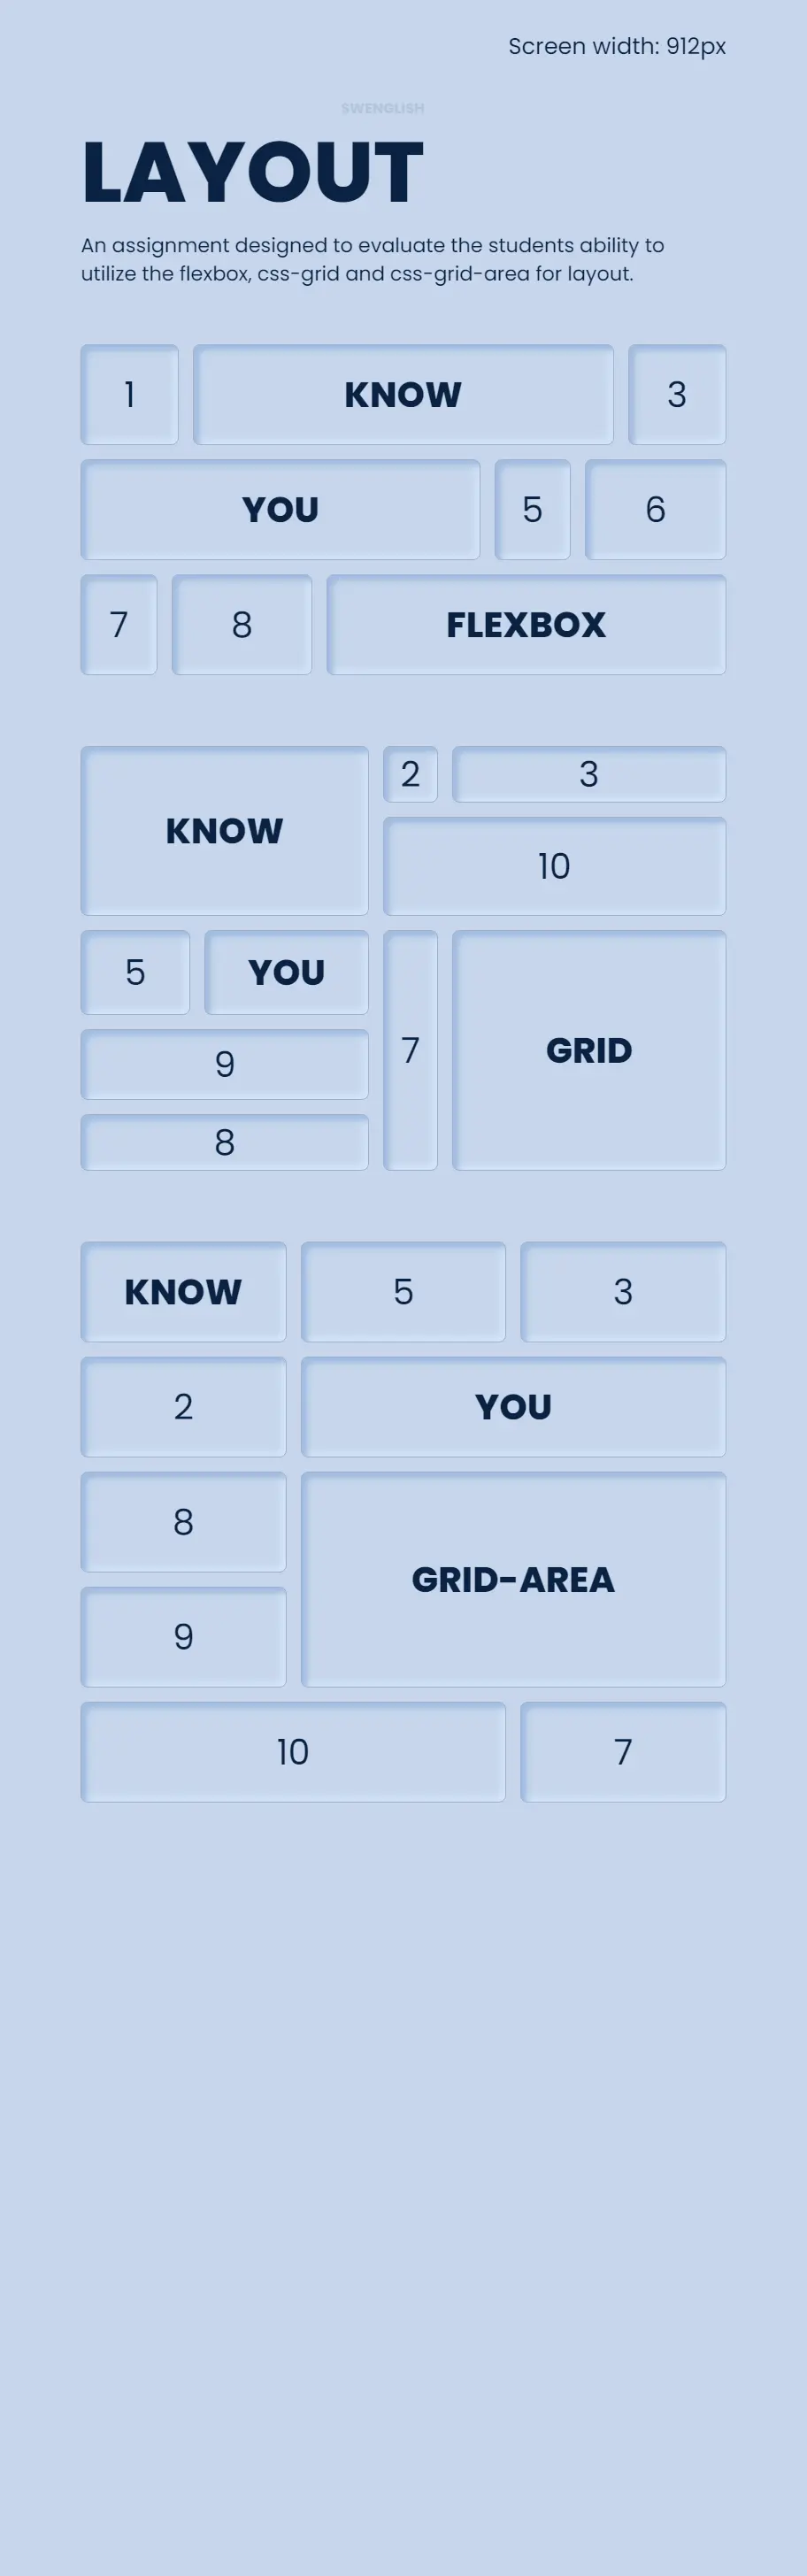 Screen width: 912px
SWENGLISH
LAYOUT
An assignment designed to evaluate the students ability to
utilize the flexbox, css-grid and css-grid-area for layout.
1 KNOW 3
YOU 5 6
7 8 FLEXBOX
KNOW 2 3
10
5 YOU 7 GRID
9
8
KNOW 5 3
2 YOU
8 GRID-AREA
9
10 7